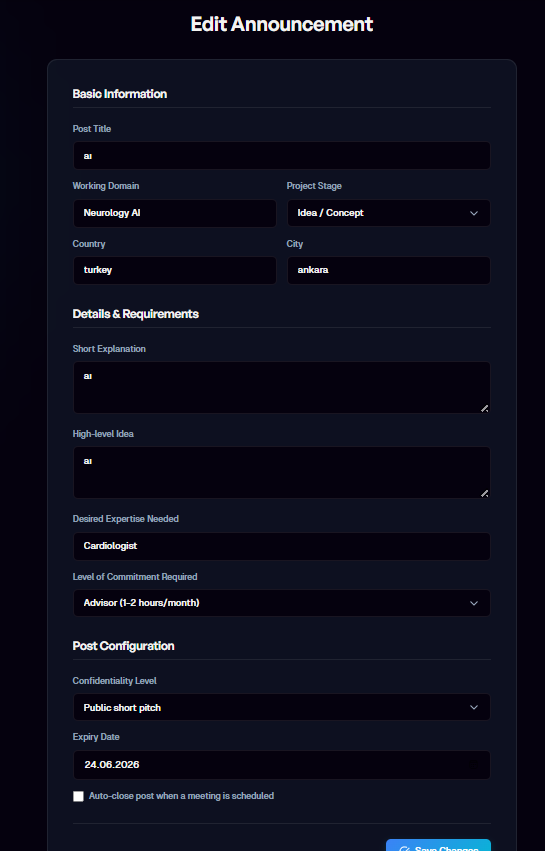 Edit Announcement
Basic Information
Post Title
aı
Working Domain Project Stage
Neurology AI Idea / Concept
Country City
turkey ankara
Details & Requirements
Short Explanation
aı
High-level Idea
aı
Desired Expertise Needed
Cardiologist
Level of Commitment Required
Advisor (1-2 hours/month)
Post Configuration
Confidentiality Level
Public short pitch
Expiry Date
24.06.2026
Auto-close post when a meeting is scheduled
Save Changes